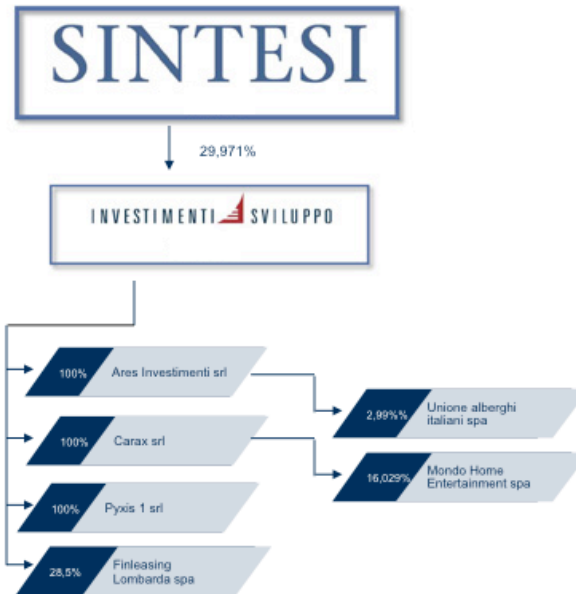 SINTESI
29,971%
INVESTIMENTI SVILUPPO
100% Ares Investimenti srl
2,99%% Unione alberghi
italiani spa
100% Carax srl
16,029% Mondo Home
Entertainment spa
100% Pyxis 1 srl
28,5% Finleasing
Lombarda spa